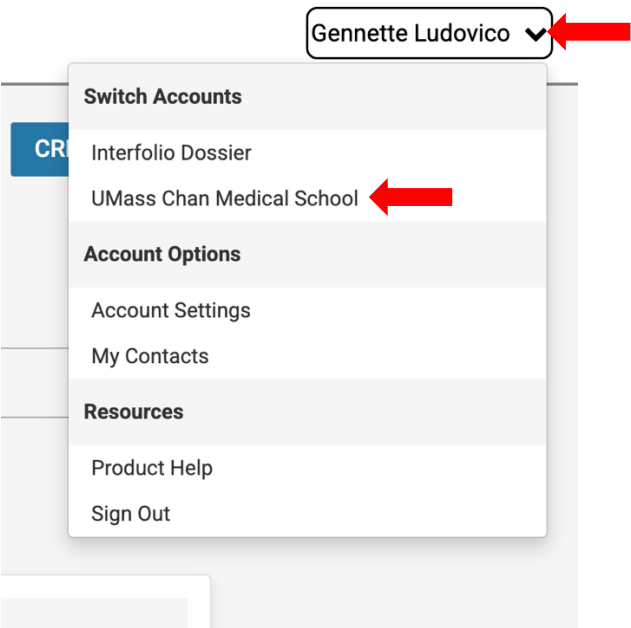 Gennette Ludovico
Switch Accounts
CR
Interfolio Dossier
UMass Chan Medical School
Account Options
Account Settings
My Contacts
Resources
Product Help
Sign Out